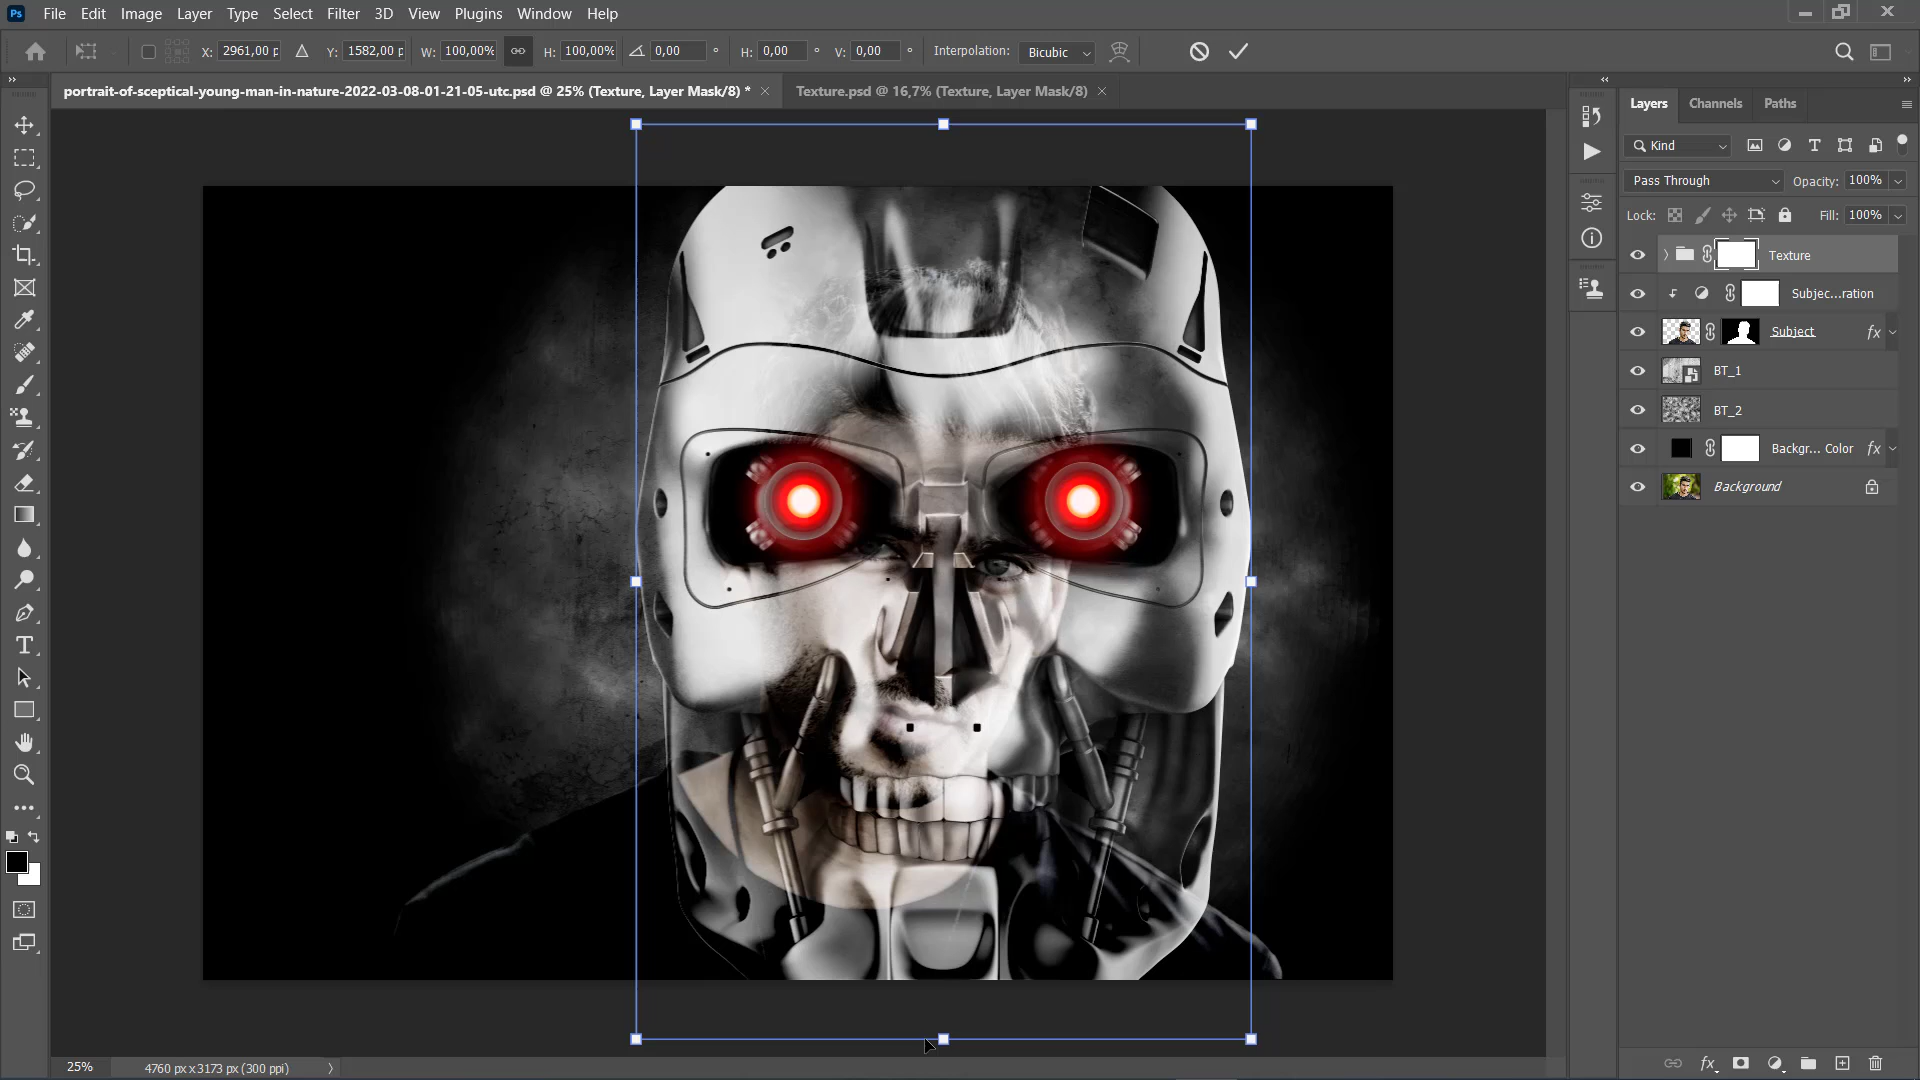 Ps File Edit Image Layer Type Select Filter 3D View Plugins Window Help
X: 2961,00 p Y: 1582,00 p W: 100,00% H: 100,00% 0,00 ° H: 0,00 ° V: 0,00 ° Interpolation: Bicubic
portrait-of-sceptical-young-man-in-nature-2022-03-08-01-21-05-utc.psd @ 25% (Texture, Layer Mask/8) *
Texture.psd @ 16,7% (Texture, Layer Mask/8)
Layers Channels Paths
Kind
Pass Through Opacity: 100%
Lock: Fill: 100%
Texture
Subjec...ration
Subject fx
BT_1
BT_2
Backgr... Color fx
Background
25% 4760 px x 3173 px (300 ppi)
fx